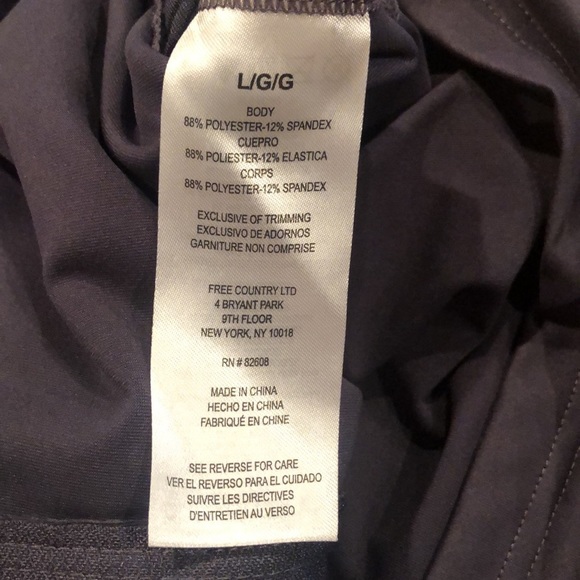 L/G/G
BODY
88% POLYESTER-12% SPANDEX
CUEPRO
88% POLIESTER-12% ELASTICA
CORPS
88% POLYESTER-12% SPANDEX
EXCLUSIVE OF TRIMMING
EXCLUSIVO DE ADORNOS
GARNITURE NON COMPRISE
FREE COUNTRY LTD
4 BRYANT PARK
9TH FLOOR
NEW YORK, NY 10018
RN # 82608
MADE IN CHINA
HECHO EN CHINA
FABRIQUÉ EN CHINE
SEE REVERSE FOR CARE
VER EL REVERSO PARA EL CUIDADO
SUIVRE LES DIRECTIVES
D'ENTRETIEN AU VERSO